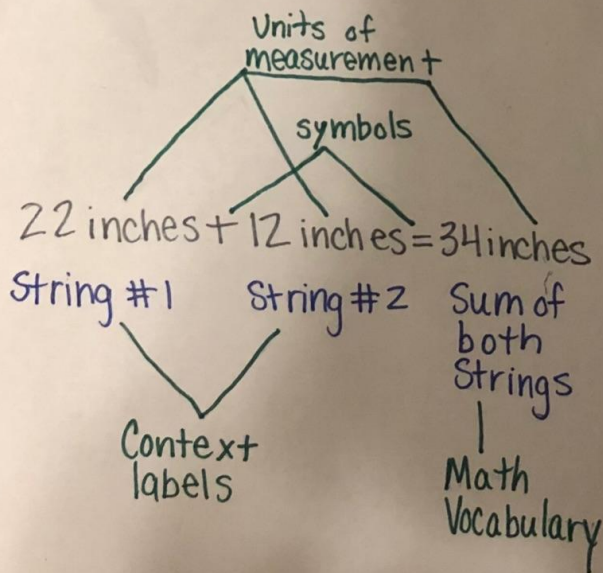 Units of
measurement
symbols
22 inches + 12 inches = 34 inches
String #1 String #2 Sum of
both
Strings
Context
labels
Math
Vocabulary